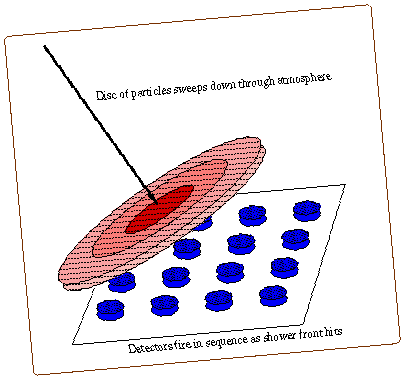 Disc of particles sweeps down through atmosphere
Detectors fire in sequence as shower front hits